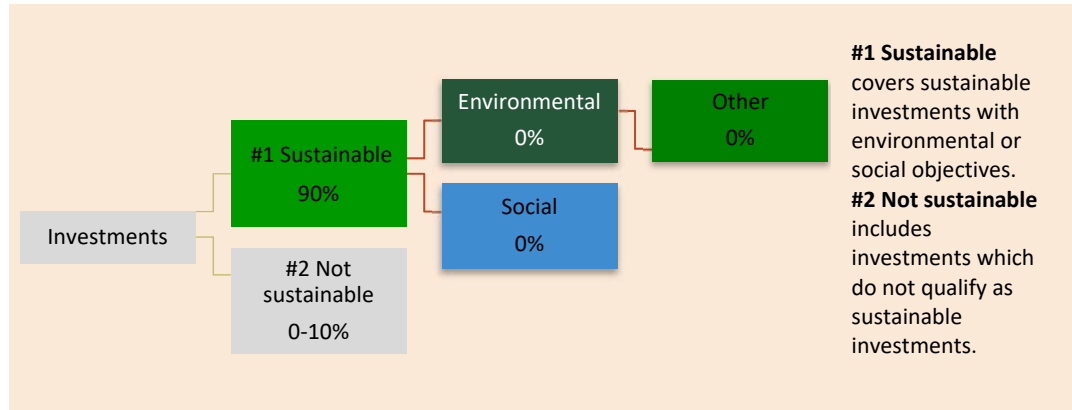 Investments
#1 Sustainable
90%
#2 Not
sustainable
0-10%
Environmental
0%
Social
0%
Other
0%
#1 Sustainable
covers sustainable
investments with
environmental or
social objectives.
#2 Not sustainable
includes
investments which
do not qualify as
sustainable
investments.